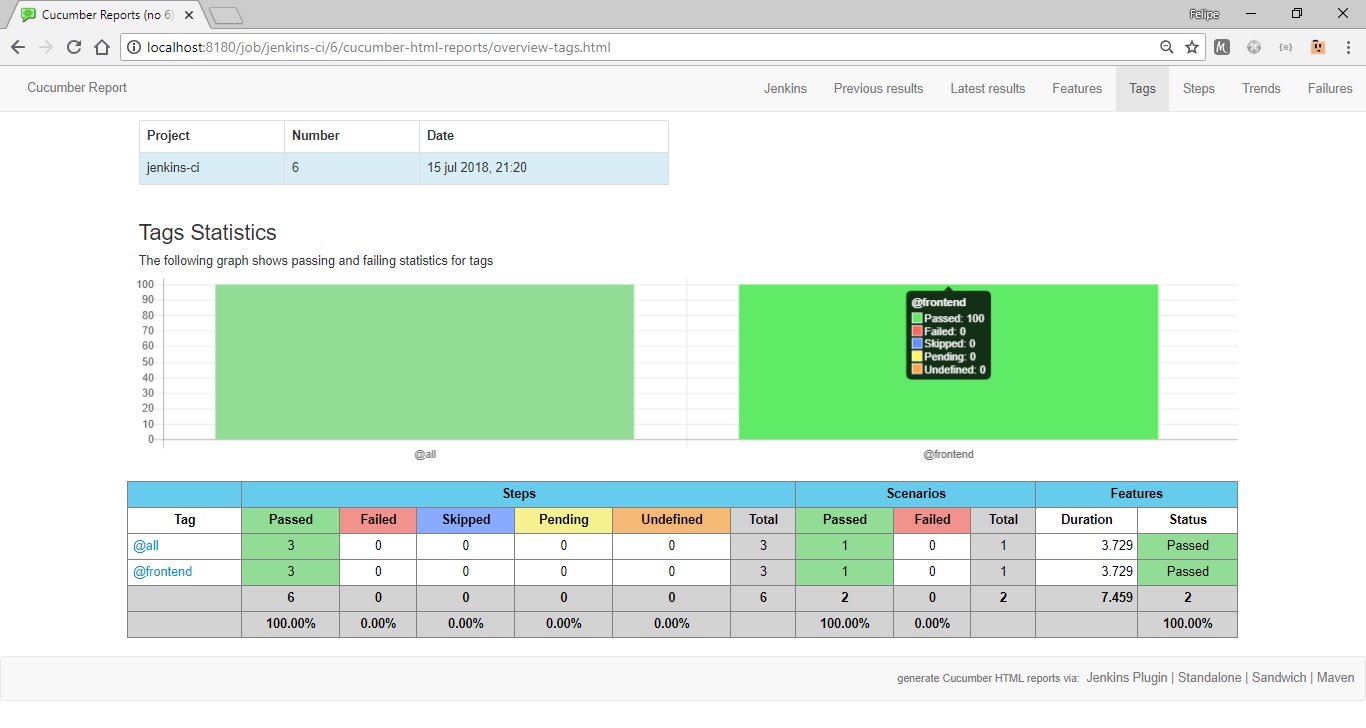 Cucumber Reports (no 6)
Felipe
localhost:8180/job/jenkins-ci/6/cucumber-html-reports/overview-tags.html
Cucumber Report Jenkins Previous results Latest results Features Tags Steps Trends Failures
Project Number Date
jenkins-ci 6 15 jul 2018, 21:20
Tags Statistics
The following graph shows passing and failing statistics for tags
100
90
80
70
60
50
40
30
20
10
0
@frontend
Passed: 100
Failed: 0
Skipped: 0
Pending: 0
Undefined: 0
@all @frontend
Steps Scenarios Features
Tag Passed Failed Skipped Pending Undefined Total Passed Failed Total Duration Status
@all 3 0 0 0 0 3 1 0 1 3.729 Passed
@frontend 3 0 0 0 0 3 1 0 1 3.729 Passed
6 0 0 0 0 6 2 0 2 7.459 2
100.00% 0.00% 0.00% 0.00% 0.00% 100.00% 0.00% 100.00%
generate Cucumber HTML reports via: Jenkins Plugin | Standalone | Sandwich | Maven